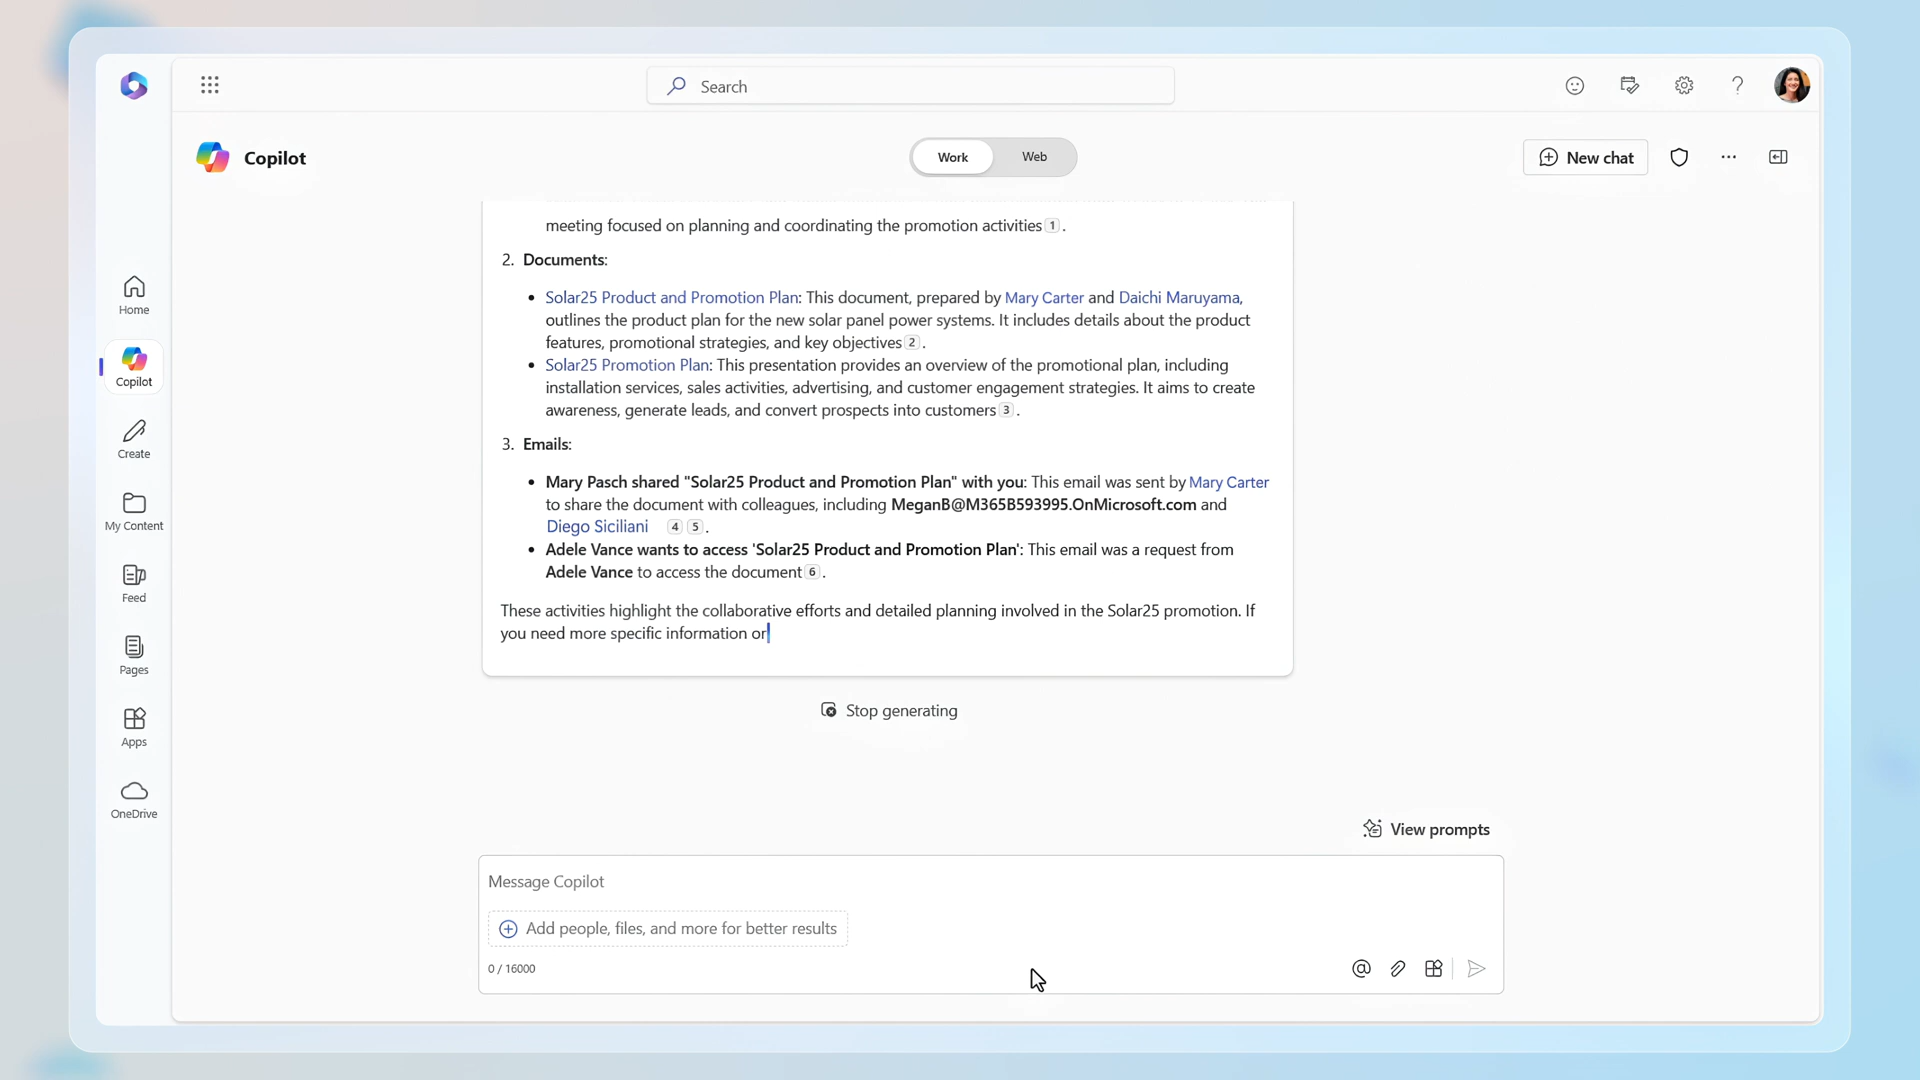 Search
Copilot
Work
Web
New chat
Home
Copilot
Create
My Content
Feed
Pages
Apps
OneDrive
meeting focused on planning and coordinating the promotion activities 1 .
2. Documents:
• Solar25 Product and Promotion Plan: This document, prepared by Mary Carter and Daichi Maruyama,
outlines the product plan for the new solar panel power systems. It includes details about the product
features, promotional strategies, and key objectives 2 .
• Solar25 Promotion Plan: This presentation provides an overview of the promotional plan, including
installation services, sales activities, advertising, and customer engagement strategies. It aims to create
awareness, generate leads, and convert prospects into customers 3 .
3. Emails:
• Mary Pasch shared "Solar25 Product and Promotion Plan" with you: This email was sent by Mary Carter
to share the document with colleagues, including MeganB@M365B593995.OnMicrosoft.com and
Diego Siciliani 4 5 .
• Adele Vance wants to access 'Solar25 Product and Promotion Plan': This email was a request from
Adele Vance to access the document 6 .
These activities highlight the collaborative efforts and detailed planning involved in the Solar25 promotion. If
you need more specific information or
Stop generating
View prompts
Message Copilot
Add people, files, and more for better results
0 / 16000